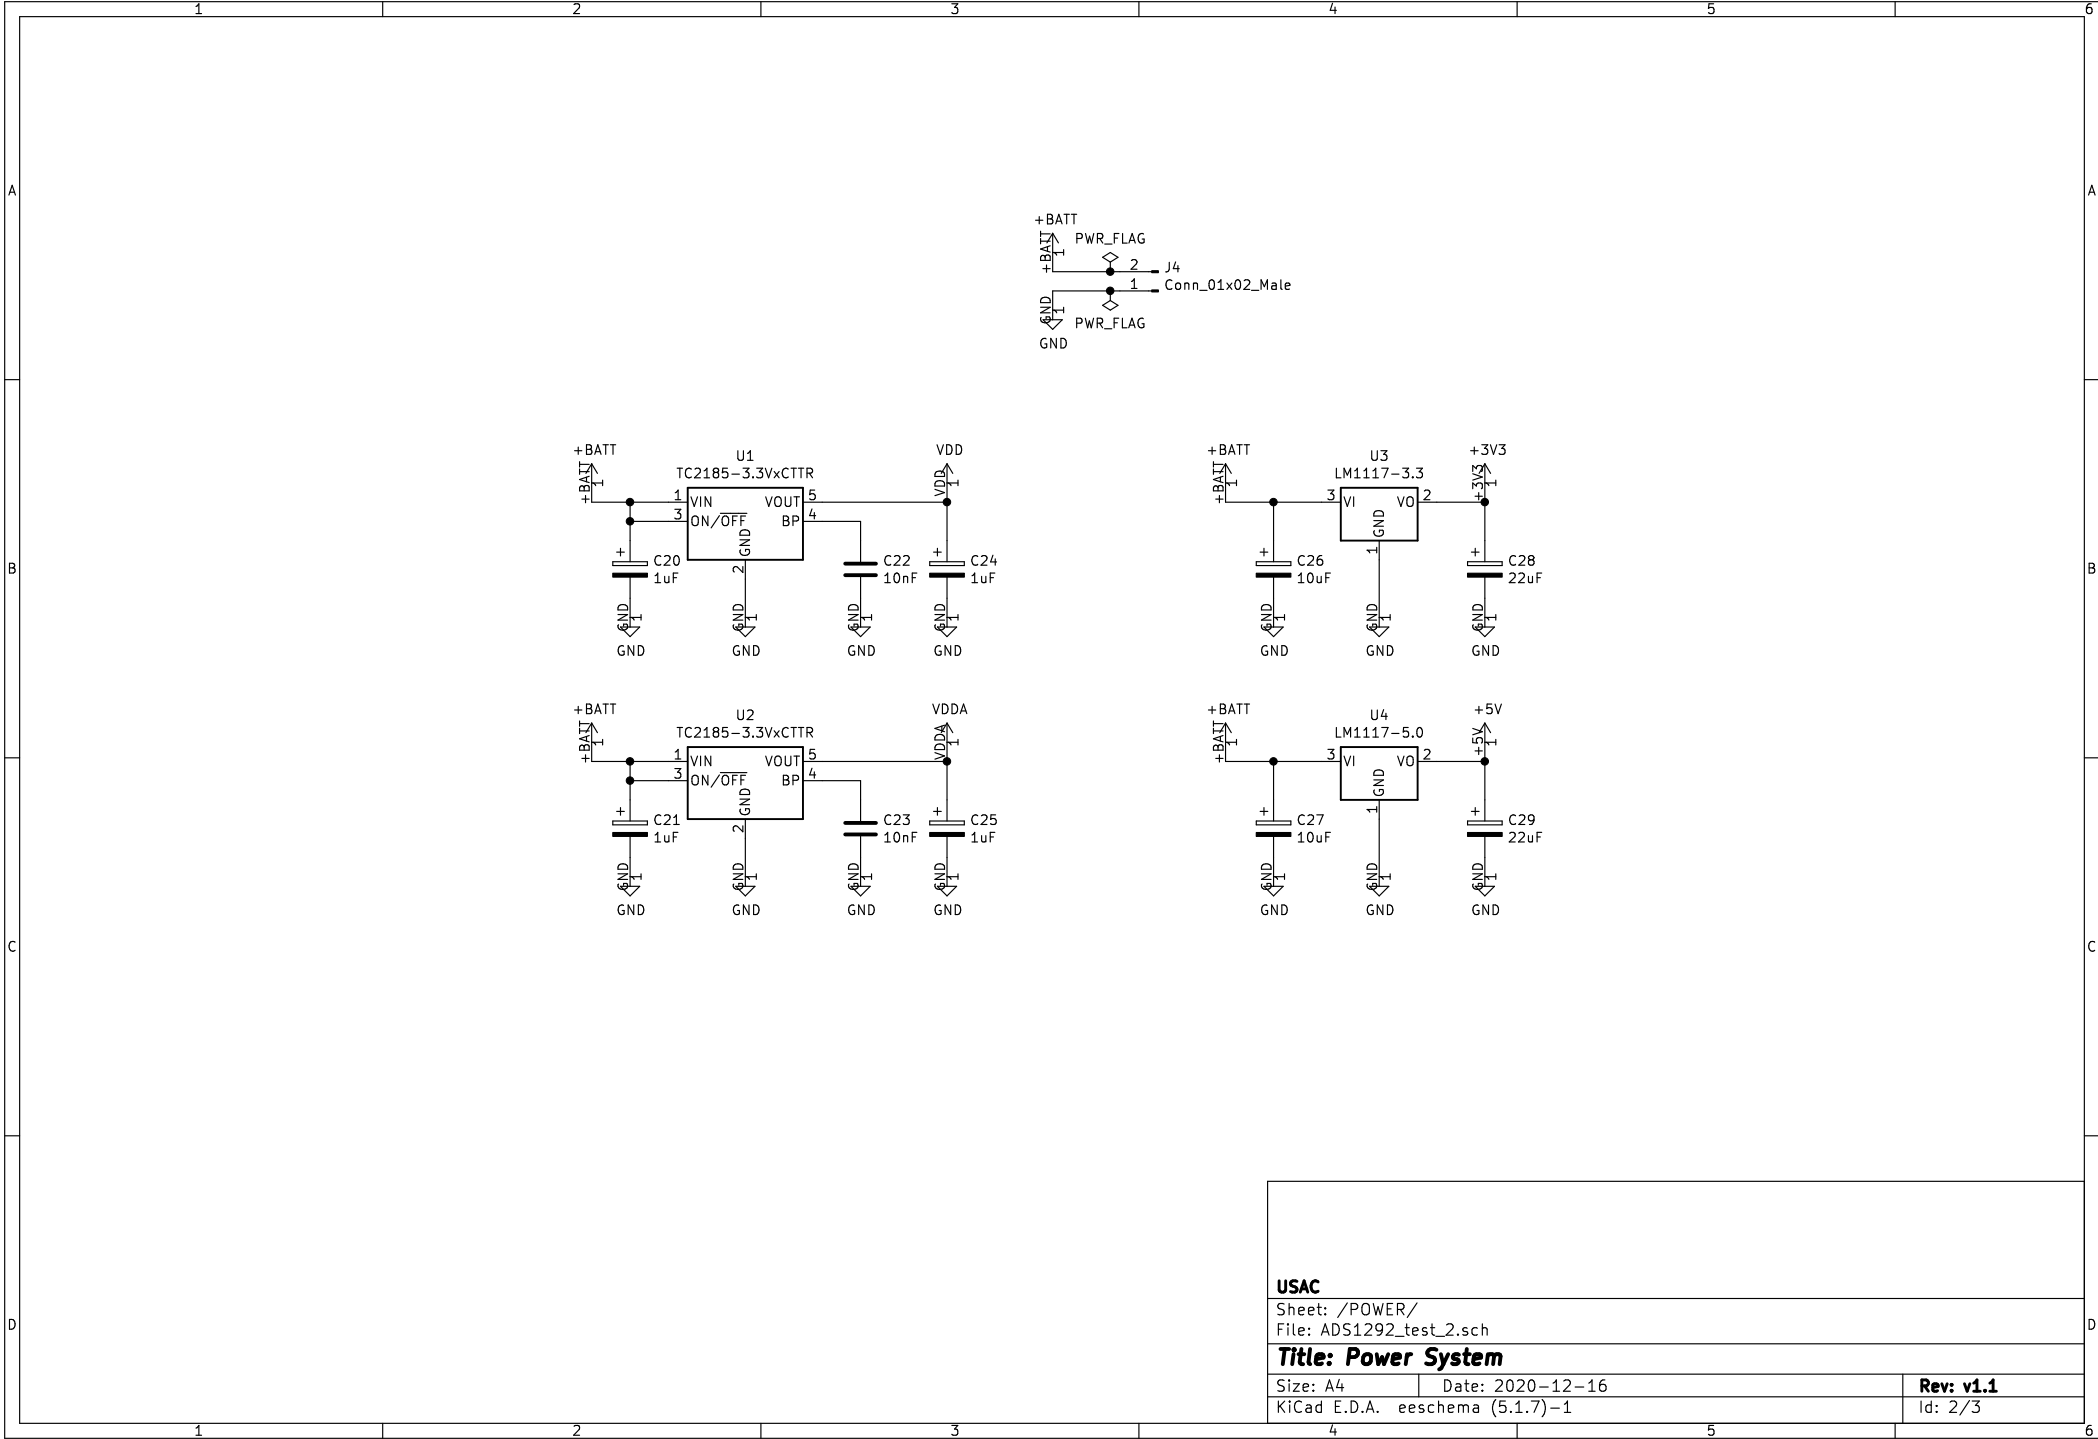 1 2 3 4 5 6
A A
+BATT
+BATT 1 PWR_FLAG
2 J4
1 Conn_01x02_Male
GND 1
PWR_FLAG
GND
+BATT U1 VDD
TC2185-3.3VxCTTR
+BATT 1 VDD 1
1 VIN VOUT 5
3 ON/OFF BP 4
GND
2
+ C20
1uF
C22
10nF
+ C24
1uF
GND 1 GND 1 GND 1 GND 1
GND GND GND GND
+BATT U3 +3V3
LM1117-3.3
+BATT 1 +3V3 1
3 VI VO 2
GND
1
+ C26
10uF
+ C28
22uF
GND 1 GND 1 GND 1
GND GND GND
B B
+BATT U2 VDDA
TC2185-3.3VxCTTR
+BATT 1 VDDA 1
1 VIN VOUT 5
3 ON/OFF BP 4
GND
2
+ C21
1uF
C23
10nF
+ C25
1uF
GND 1 GND 1 GND 1 GND 1
GND GND GND GND
+BATT U4 +5V
LM1117-5.0
+BATT 1 +5V 1
3 VI VO 2
GND
1
+ C27
10uF
+ C29
22uF
GND 1 GND 1 GND 1
GND GND GND
C C
USAC
Sheet: /POWER/
File: ADS1292_test_2.sch
D D
Title: Power System
Size: A4 Date: 2020-12-16 Rev: v1.1
KiCad E.D.A. eeschema (5.1.7)-1 Id: 2/3
1 2 3 4 5 6